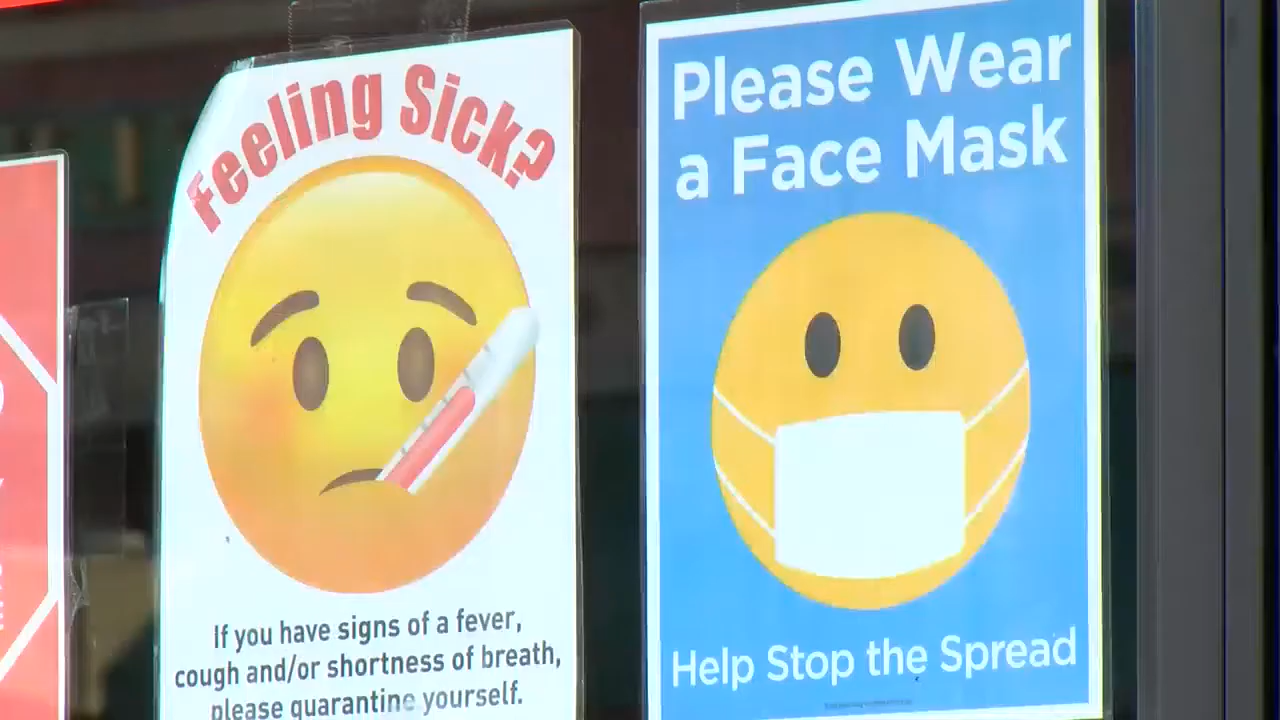 Feeling Sick?
If you have signs of a fever,
cough and/or shortness of breath,
please quarantine yourself.
Please Wear
a Face Mask
Help Stop the Spread